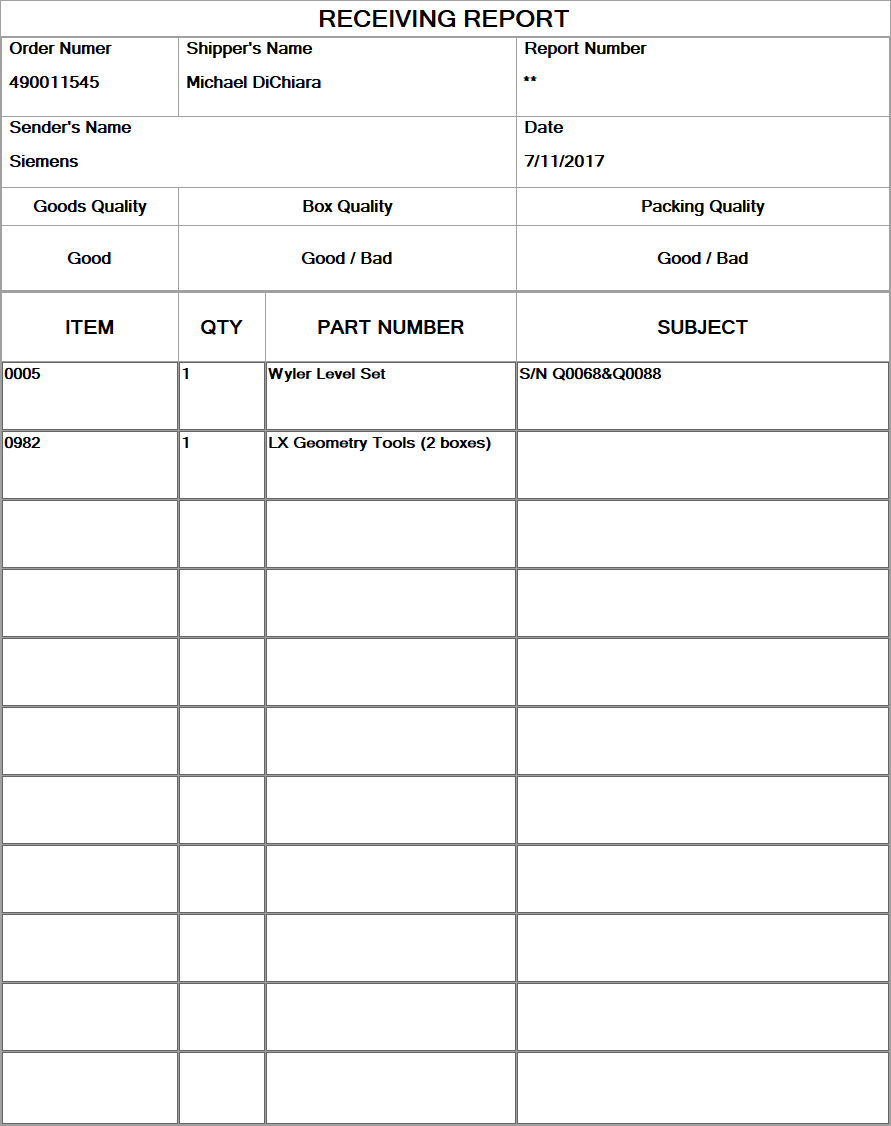 RECEIVING REPORT
Order Numer
490011545
Shipper's Name
Michael DiChiara
Report Number
**
Sender's Name
Siemens
Date
7/11/2017
Goods Quality Box Quality Packing Quality
Good Good / Bad Good / Bad
ITEM QTY PART NUMBER SUBJECT
0005 1 Wyler Level Set S/N Q0068&Q0088
0982 1 LX Geometry Tools (2 boxes)